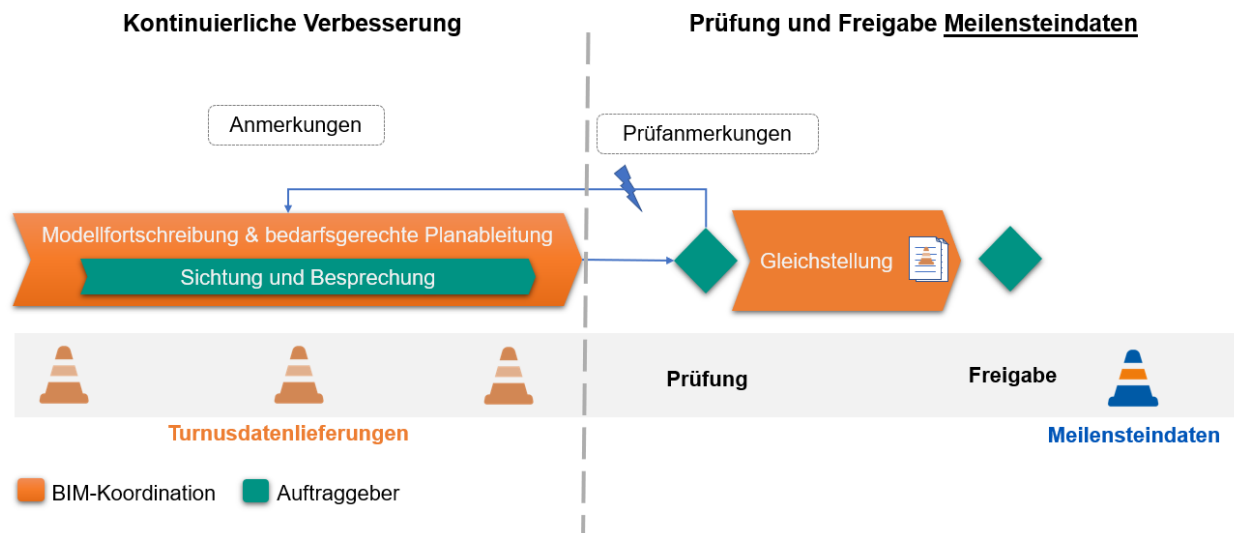 Kontinuierliche Verbesserung
Prüfung und Freigabe Meilensteindaten
Anmerkungen
Prüfanmerkungen
Modellfortschreibung & bedarfsgerechte Planableitung
Sichtung und Besprechung
Gleichstellung
Prüfung
Freigabe
Turnusdatenlieferungen
Meilensteindaten
BIM-Koordination
Auftraggeber